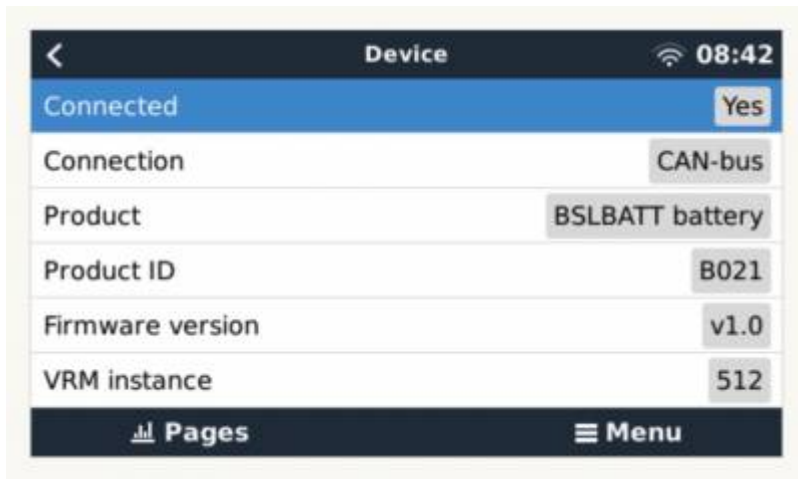 Device 08:42
Connected Yes
Connection CAN-bus
Product BSLBATT battery
Product ID B021
Firmware version v1.0
VRM instance 512
Pages Menu